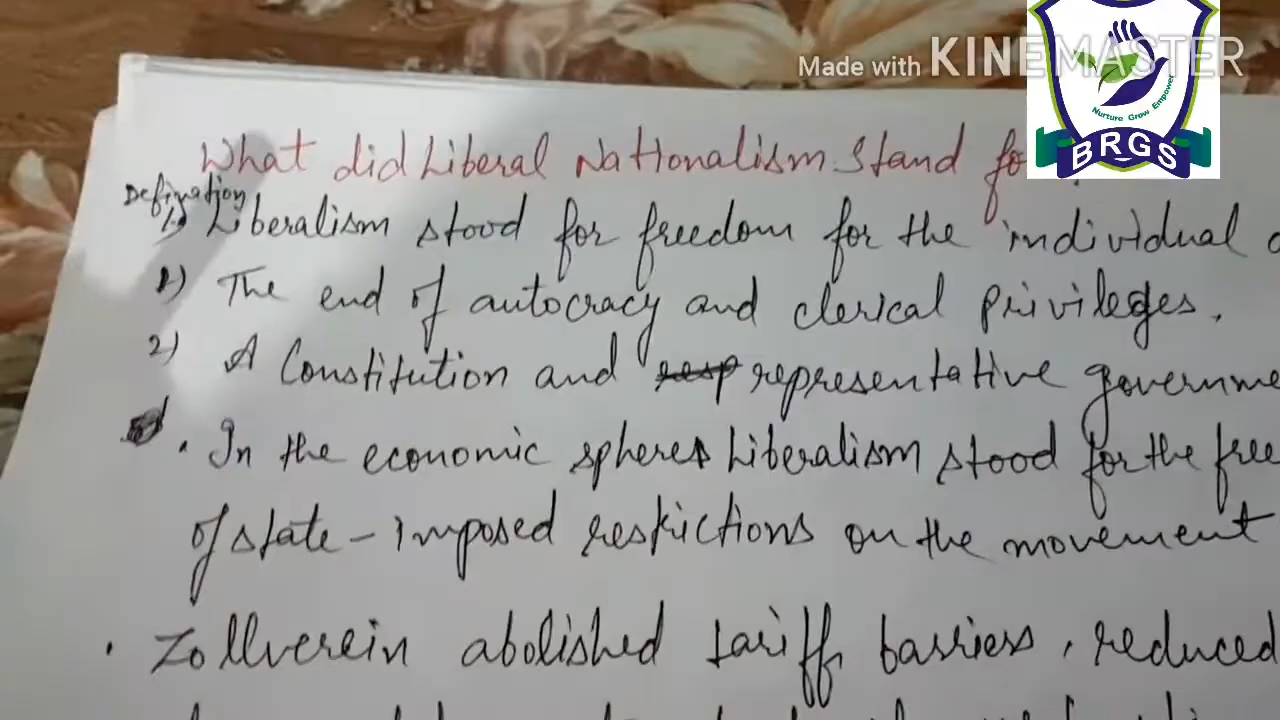 Made with KINEMASTER
Nurture Grow Empower
BRGS
What did Liberal Nationalism Stand fo
Defination
1.) Liberalism stood for freedom for the individual
1) The end of autocracy and clerical privileges.
2) A Constitution and resp representative governme
. In the economic spheres Liberalism stood for the free
of state-imposed restrictions on the movement
. Zollverein abolished tariff barriers, reduced